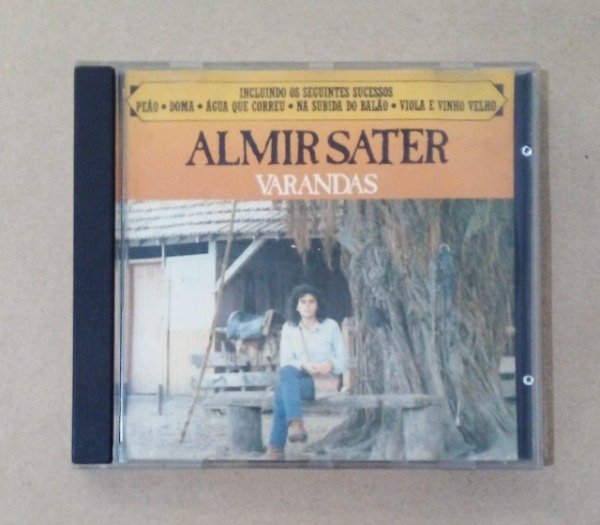 INCLUINDO OS SEGUINTES SUCESSOS
PEÃO • DOMA • ÁGUA QUE CORREU • NA SUBIDA DO BALÃO • VIOLA E VINHO VELHO
ALMIR SATER
VARANDAS